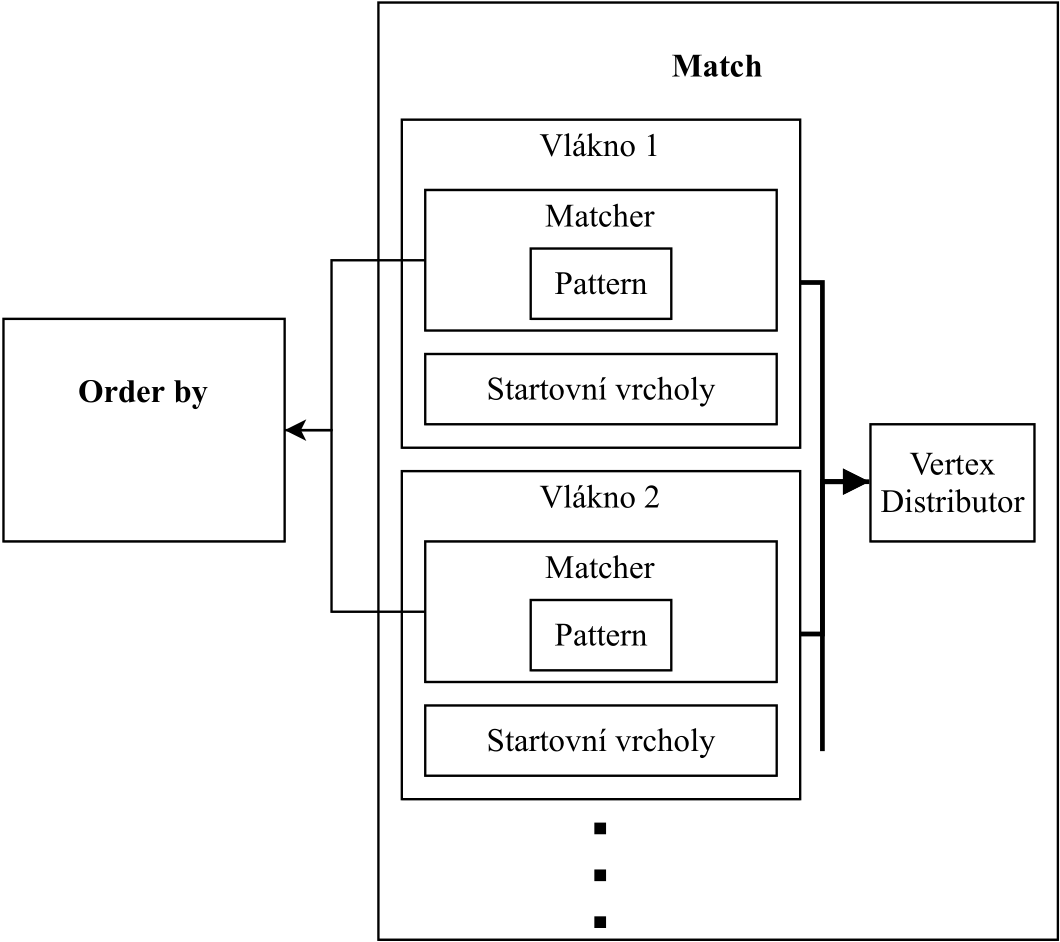 Match
Vlákno 1
Matcher
Pattern
Startovní vrcholy
Order by
Vertex
Distributor
Vlákno 2
Matcher
Pattern
Startovní vrcholy